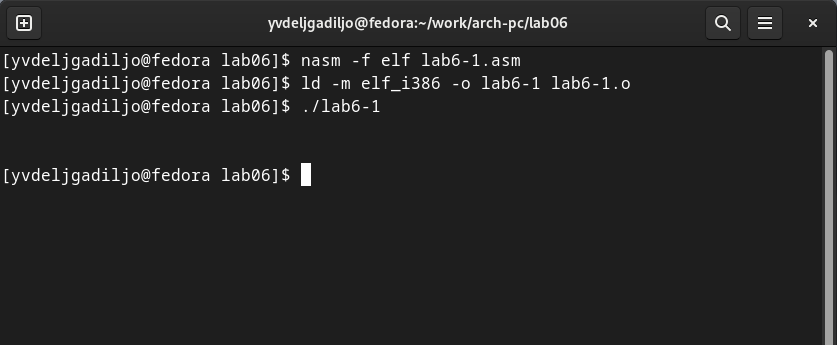 yvdeljgadiljo@fedora:~/work/arch-pc/lab06
[yvdeljgadiljo@fedora lab06]$ nasm -f elf lab6-1.asm
[yvdeljgadiljo@fedora lab06]$ ld -m elf_i386 -o lab6-1 lab6-1.o
[yvdeljgadiljo@fedora lab06]$ ./lab6-1
[yvdeljgadiljo@fedora lab06]$